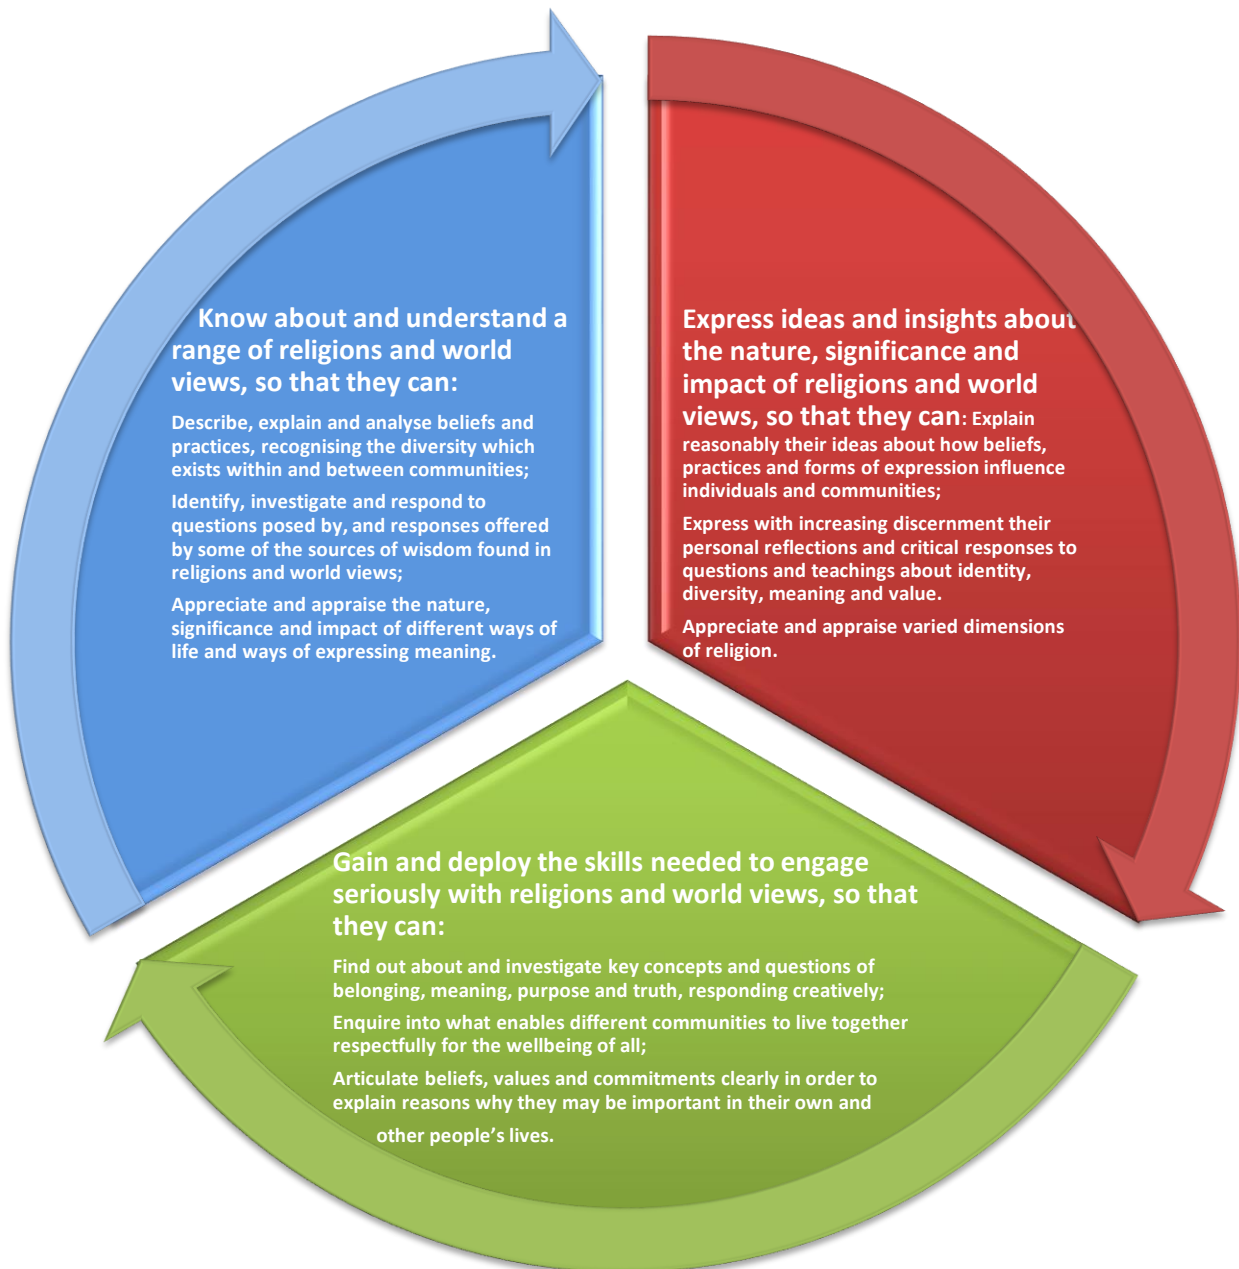 Know about and understand a
range of religions and world
views, so that they can:
Describe, explain and analyse beliefs and
practices, recognising the diversity which
exists within and between communities;
Identify, investigate and respond to
questions posed by, and responses offered
by some of the sources of wisdom found in
religions and world views;
Appreciate and appraise the nature,
significance and impact of different ways of
life and ways of expressing meaning.
Express ideas and insights about
the nature, significance and
impact of religions and world
views, so that they can: Explain
reasonably their ideas about how beliefs,
practices and forms of expression influence
individuals and communities;
Express with increasing discernment their
personal reflections and critical responses to
questions and teachings about identity,
diversity, meaning and value.
Appreciate and appraise varied dimensions
of religion.
Gain and deploy the skills needed to engage
seriously with religions and world views, so that
they can:
Find out about and investigate key concepts and questions of
belonging, meaning, purpose and truth, responding creatively;
Enquire into what enables different communities to live together
respectfully for the wellbeing of all;
Articulate beliefs, values and commitments clearly in order to
explain reasons why they may be important in their own and
other people’s lives.